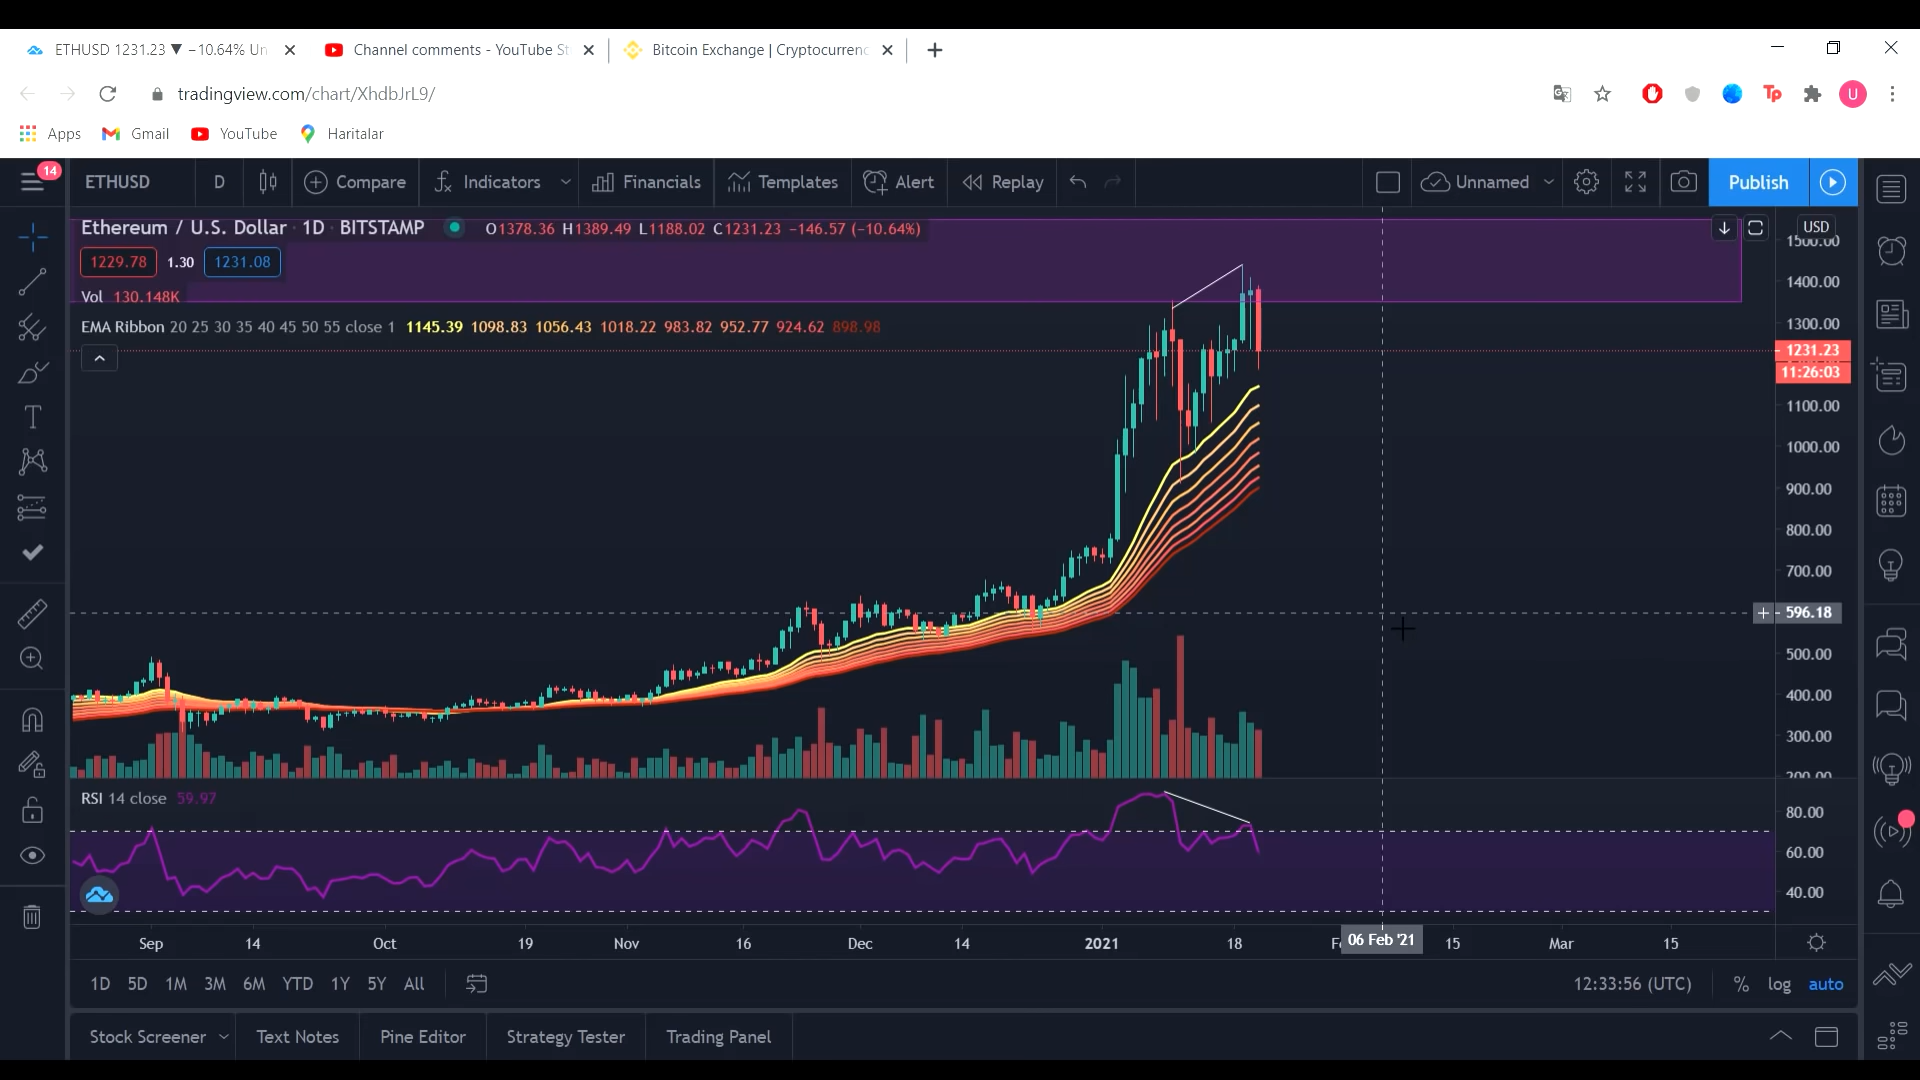 ETHUSD 1231.23 ▼ −10.64% Un
Channel comments - YouTube St
Bitcoin Exchange | Cryptocurrenc
tradingview.com/chart/XhdbJrL9/
Tp
U
Apps
Gmail
YouTube
Haritalar
14
ETHUSD
D
Compare
Indicators
Financials
Templates
Alert
Replay
Unnamed
Publish
Ethereum / U.S. Dollar · 1D · BITSTAMP
O1378.36 H1389.49 L1188.02 C1231.23 −146.57 (−10.64%)
USD
1500.00
1229.78
1.30
1231.08
1400.00
Vol 130.148K
EMA Ribbon 20 25 30 35 40 45 50 55 close 1 1145.39 1098.83 1056.43 1018.22 983.82 952.77 924.62 898.98
1300.00
1231.23
11:26:03
1100.00
1000.00
900.00
800.00
700.00
596.18
500.00
400.00
300.00
200.00
RSI 14 close 59.97
80.00
60.00
40.00
Sep 14 Oct 19 Nov 16 Dec 14 2021 18 06 Feb '21 15 Mar 15
1D 5D 1M 3M 6M YTD 1Y 5Y All
12:33:56 (UTC)
% log auto
Stock Screener
Text Notes
Pine Editor
Strategy Tester
Trading Panel